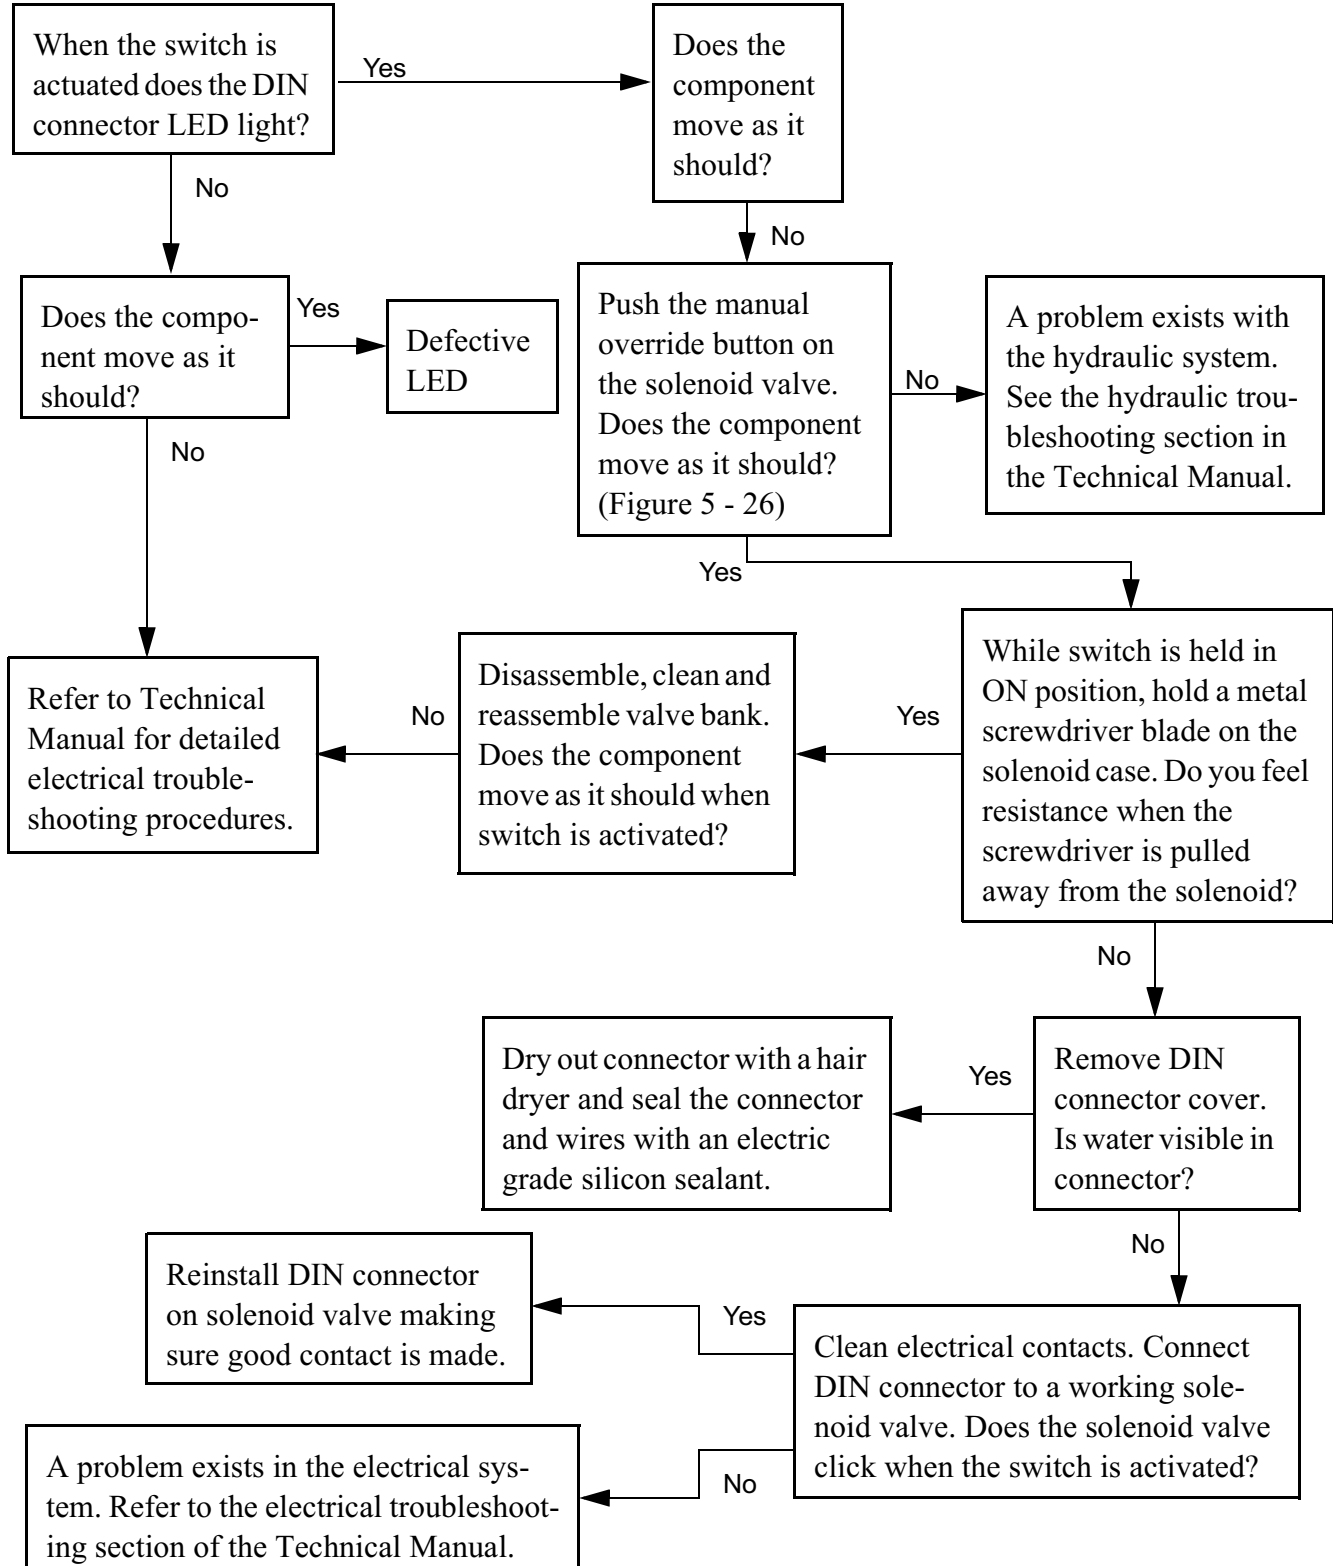 When the switch is
actuated does the DIN
connector LED light?
Yes
Does the
component
move as it
should?
No
No
Does the compo-
nent move as it
should?
Yes
Defective
LED
Push the manual
override button on
the solenoid valve.
Does the component
move as it should?
(Figure 5 - 26)
No
A problem exists with
the hydraulic system.
See the hydraulic trou-
bleshooting section in
the Technical Manual.
No
Yes
While switch is held in
ON position, hold a metal
screwdriver blade on the
solenoid case. Do you feel
resistance when the
screwdriver is pulled
away from the solenoid?
Yes
Disassemble, clean and
reassemble valve bank.
Does the component
move as it should when
switch is activated?
No
Refer to Technical
Manual for detailed
electrical trouble-
shooting procedures.
No
Remove DIN
connector cover.
Is water visible in
connector?
Yes
Dry out connector with a hair
dryer and seal the connector
and wires with an electric
grade silicon sealant.
No
Clean electrical contacts. Connect
DIN connector to a working sole-
noid valve. Does the solenoid valve
click when the switch is activated?
Yes
Reinstall DIN connector
on solenoid valve making
sure good contact is made.
No
A problem exists in the electrical sys-
tem. Refer to the electrical troubleshoot-
ing section of the Technical Manual.